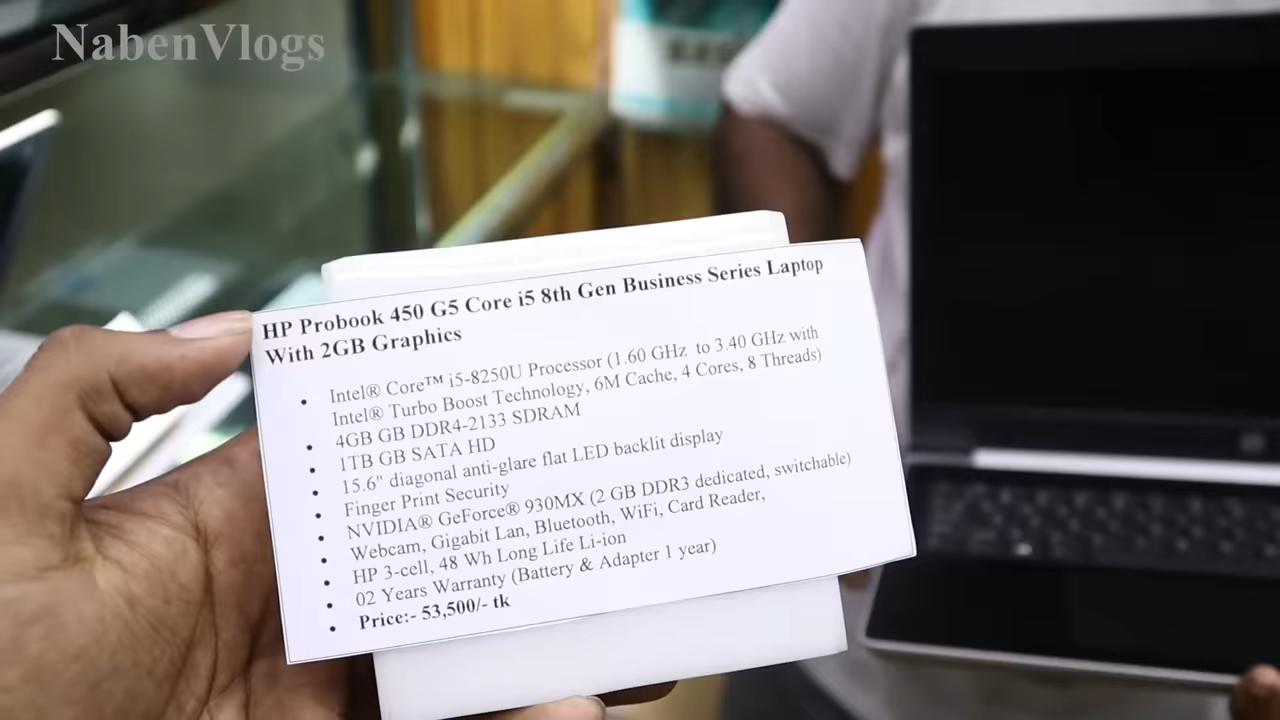 NabenVlogs
HP Probook 450 G5 Core i5 8th Gen Business Series Laptop
With 2GB Graphics
• Intel® Core™ i5-8250U Processor (1.60 GHz to 3.40 GHz with
Intel® Turbo Boost Technology, 6M Cache, 4 Cores, 8 Threads)
• 4GB GB DDR4-2133 SDRAM
• 1TB GB SATA HD
• 15.6" diagonal anti-glare flat LED backlit display
• Finger Print Security
• NVIDIA® GeForce® 930MX (2 GB DDR3 dedicated, switchable)
• Webcam, Gigabit Lan, Bluetooth, WiFi, Card Reader,
• HP 3-cell, 48 Wh Long Life Li-ion
• 02 Years Warranty (Battery & Adapter 1 year)
• Price:- 53,500/- tk